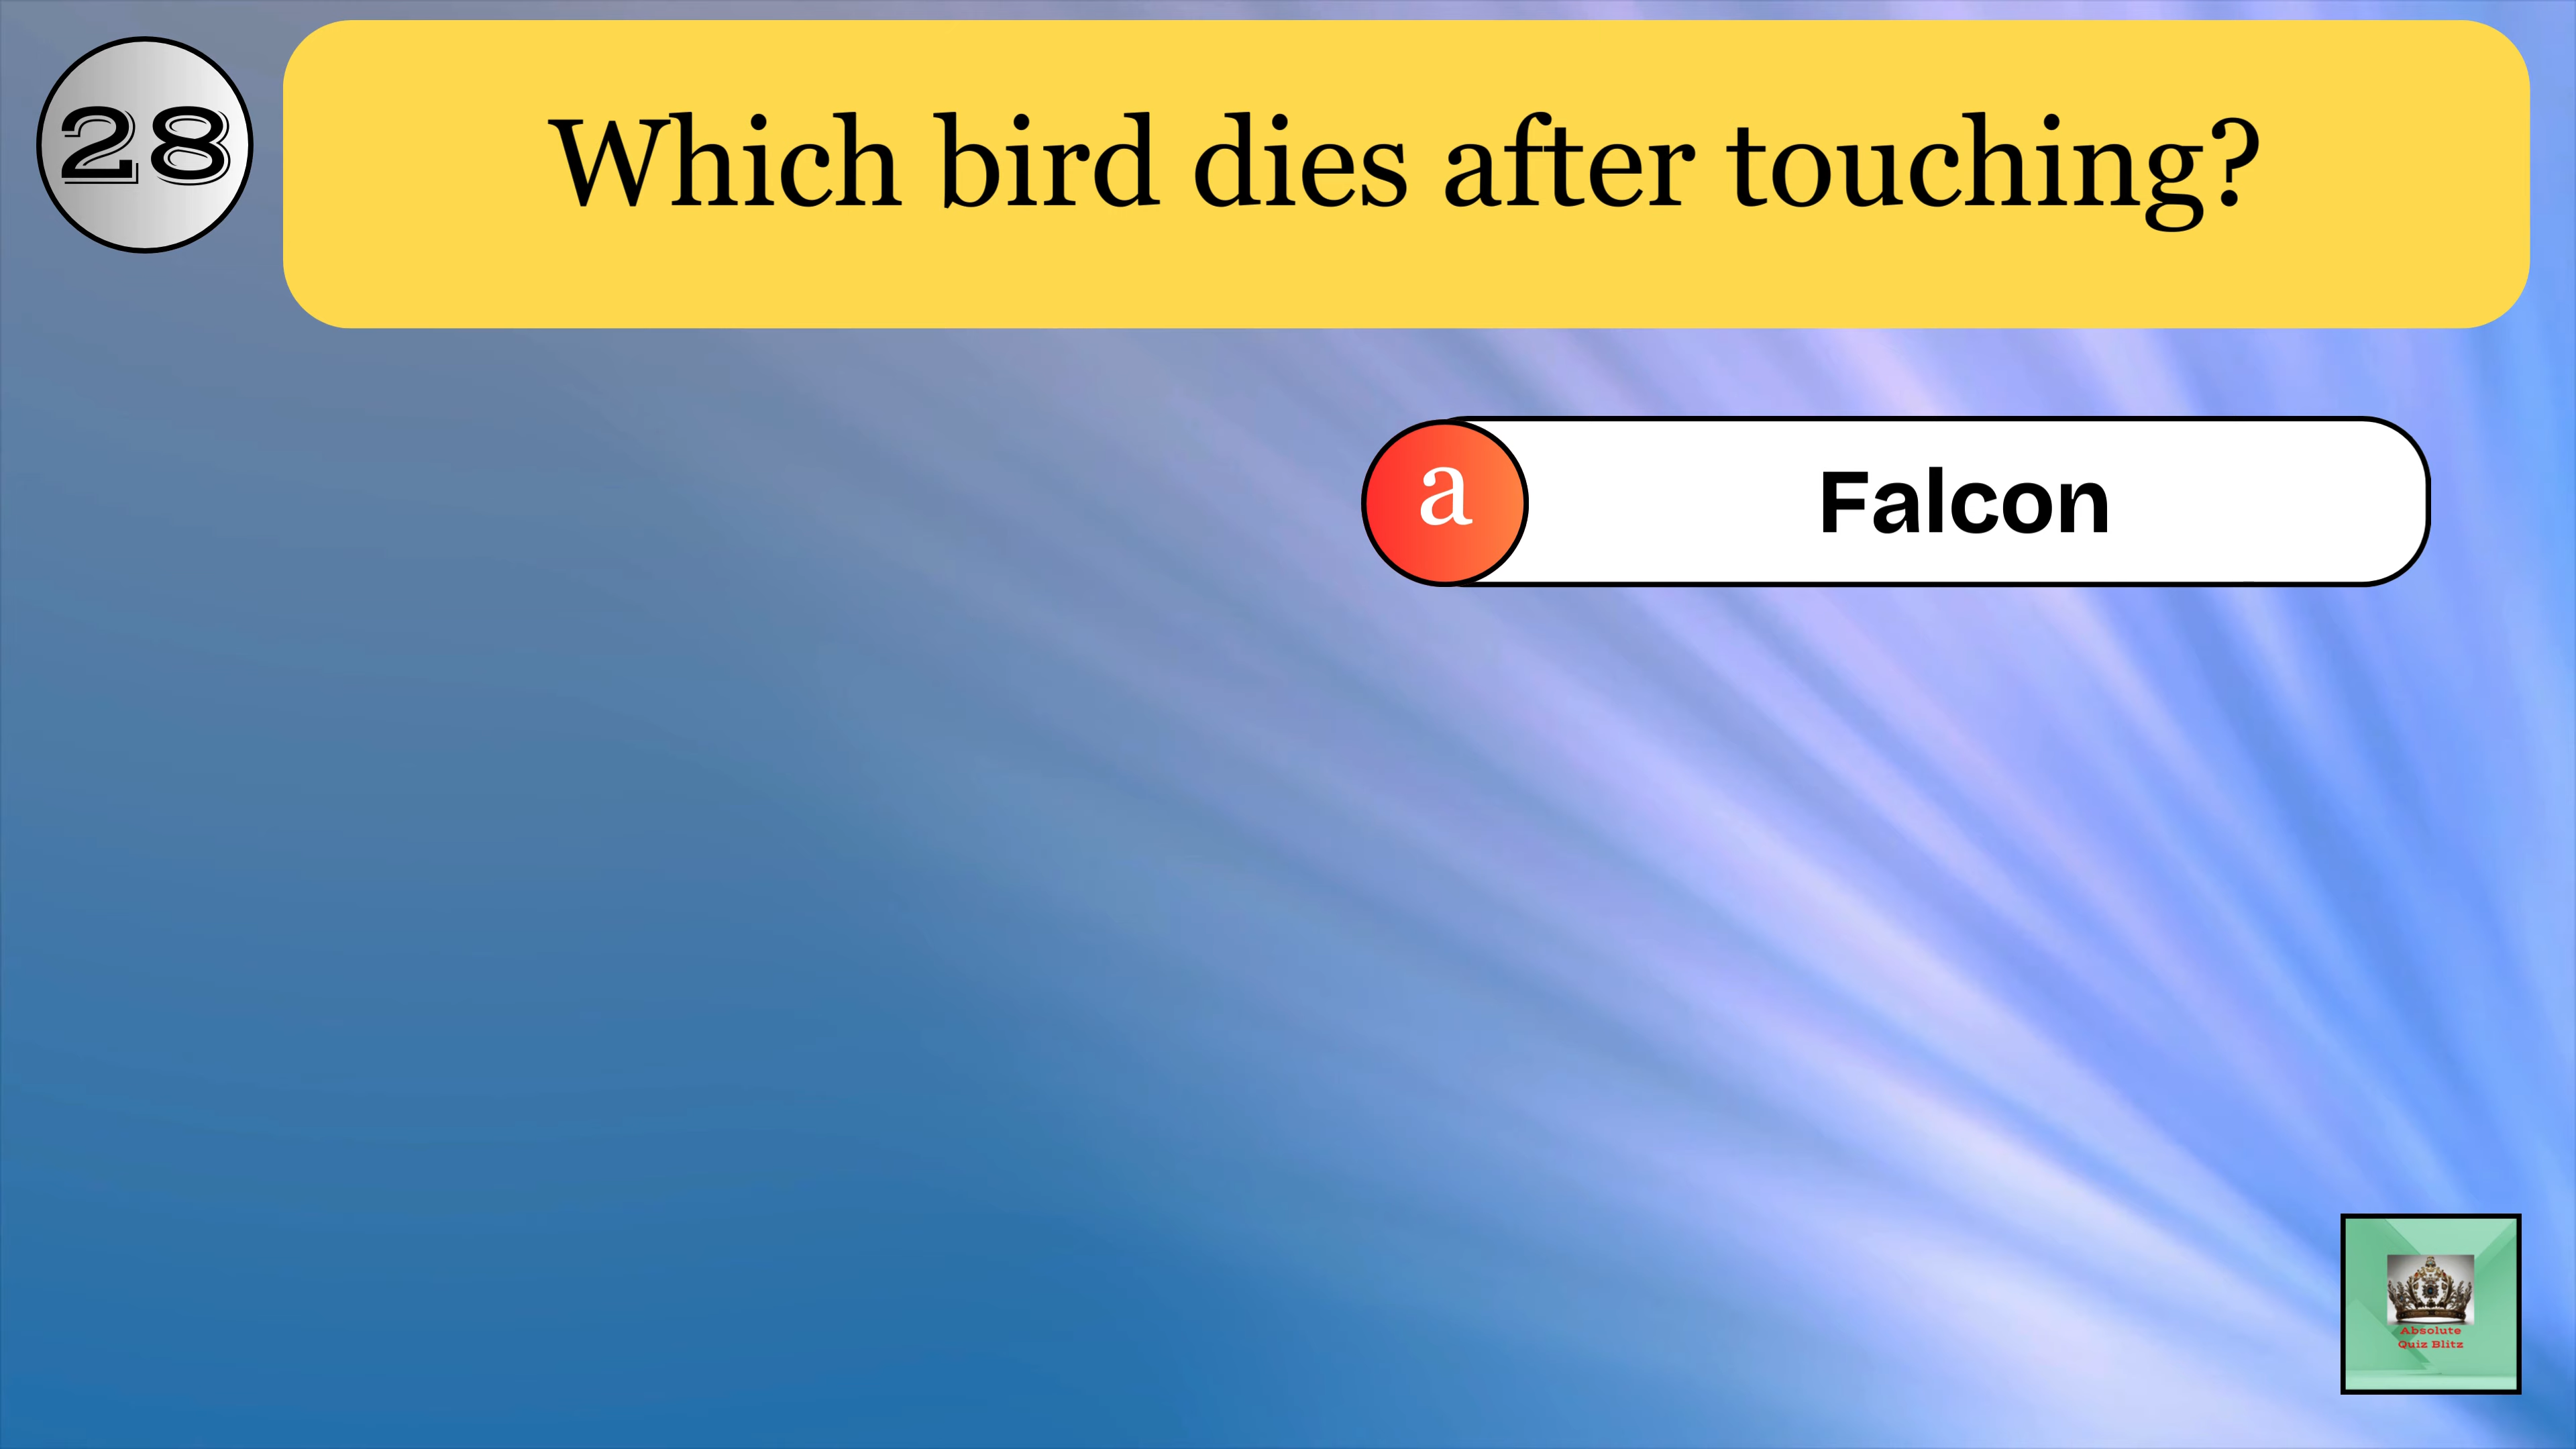 28
Which bird dies after touching?
a
Falcon
Absolute
Quiz Blitz